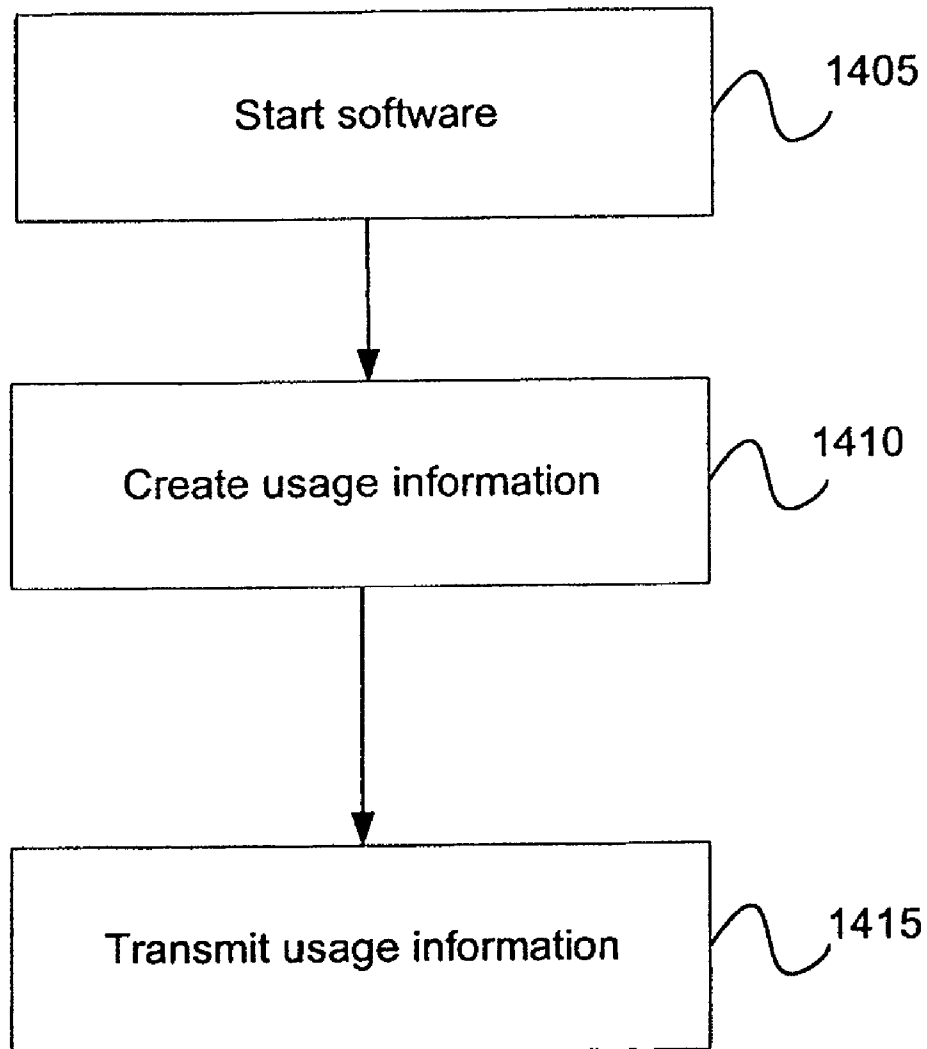 Start software
1405
Create usage information
1410
Transmit usage information
1415